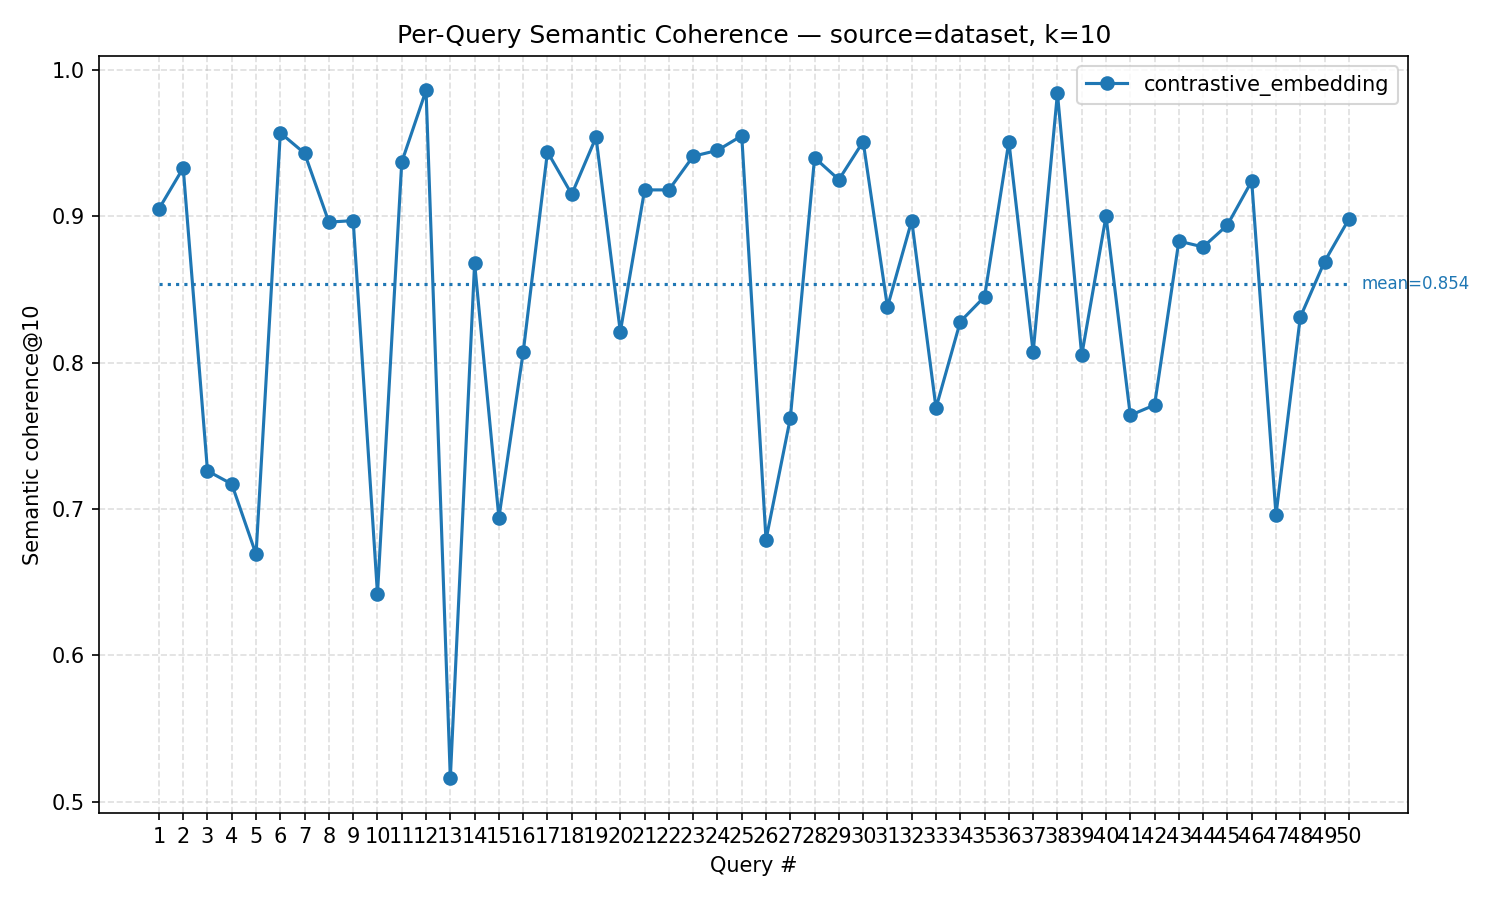 Per-Query Semantic Coherence — source=dataset, k=10
contrastive_embedding
1.0
0.9
0.8
0.7
0.6
0.5
Semantic coherence@10
mean=0.854
1 2 3 4 5 6 7 8 9 10 11 12 13 14 15 16 17 18 19 20 21 22 23 24 25 26 27 28 29 30 31 32 33 34 35 36 37 38 39 40 41 42 43 44 45 46 47 48 49 50
Query #